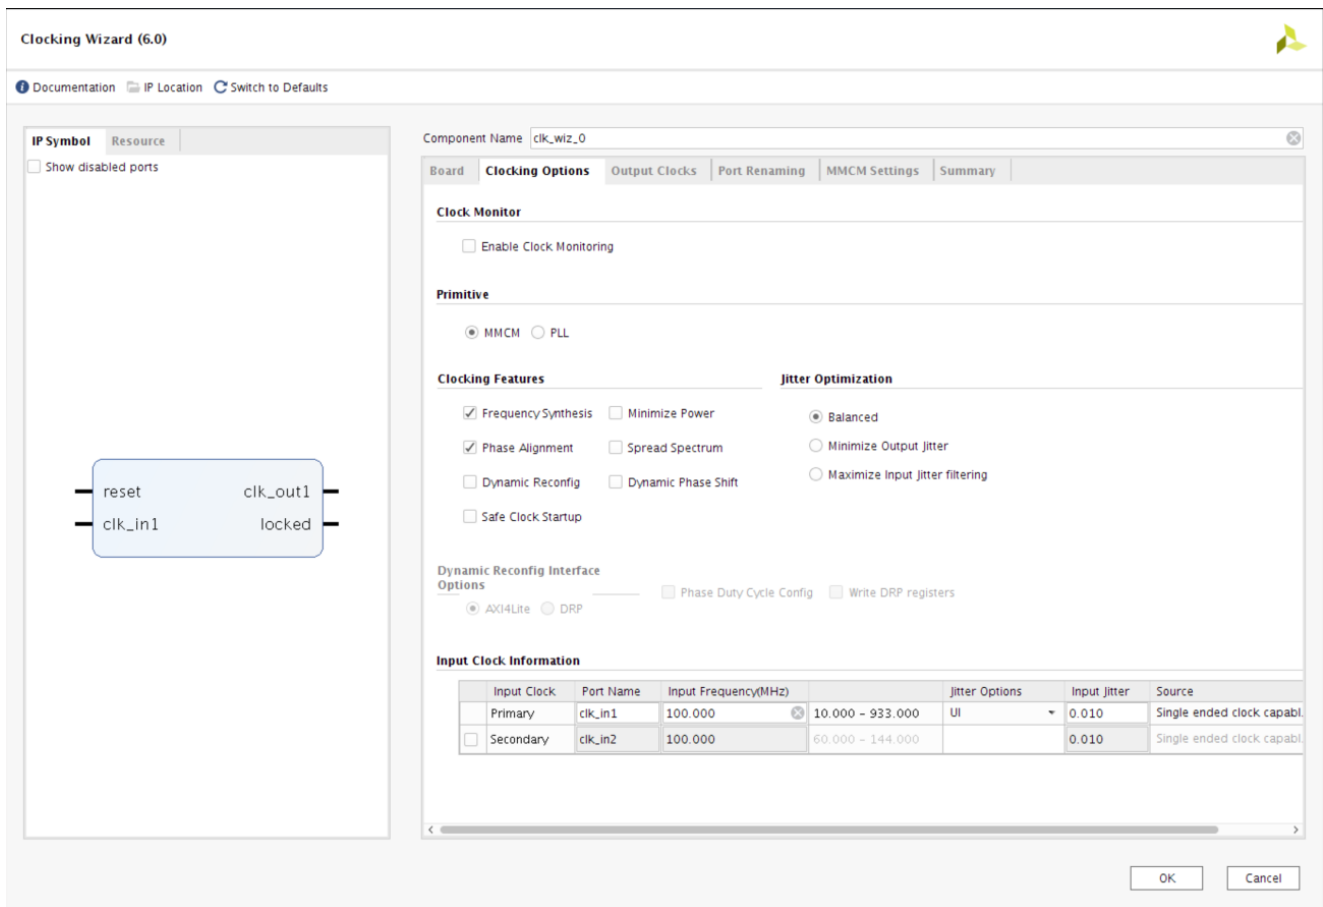 Clocking Wizard (6.0)
Documentation IP Location Switch to Defaults
IP Symbol Resource
Show disabled ports
reset clk_out1
clk_in1 locked
Component Name clk_wiz_0
Board Clocking Options Output Clocks Port Renaming MMCM Settings Summary
Clock Monitor
Enable Clock Monitoring
Primitive
MMCM PLL
Clocking Features Jitter Optimization
Frequency Synthesis Minimize Power Balanced
Phase Alignment Spread Spectrum Minimize Output Jitter
Dynamic Reconfig Dynamic Phase Shift Maximize Input Jitter filtering
Safe Clock Startup
Dynamic Reconfig Interface
Options
Phase Duty Cycle Config Write DRP registers
AXI4Lite DRP
Input Clock Information
Input Clock Port Name Input Frequency(MHz) Jitter Options Input Jitter Source
Primary clk_in1 100.000 10.000 - 933.000 UI 0.010 Single ended clock capabl.
Secondary clk_in2 100.000 60.000 - 144.000 0.010 Single ended clock capabl.
OK Cancel